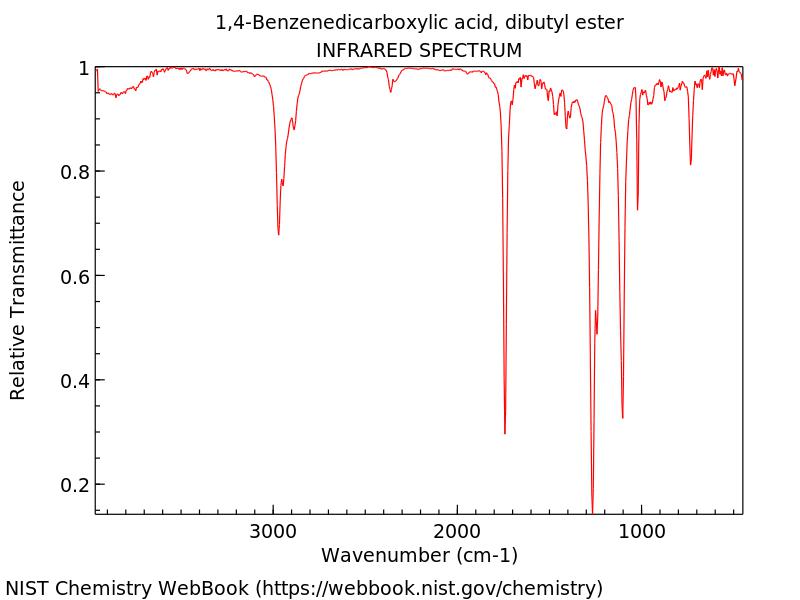 1,4-Benzenedicarboxylic acid, dibutyl ester
INFRARED SPECTRUM
1
0.8
0.6
0.4
0.2
Relative Transmittance
3000 2000 1000
Wavenumber (cm-1)
NIST Chemistry WebBook (https://webbook.nist.gov/chemistry)